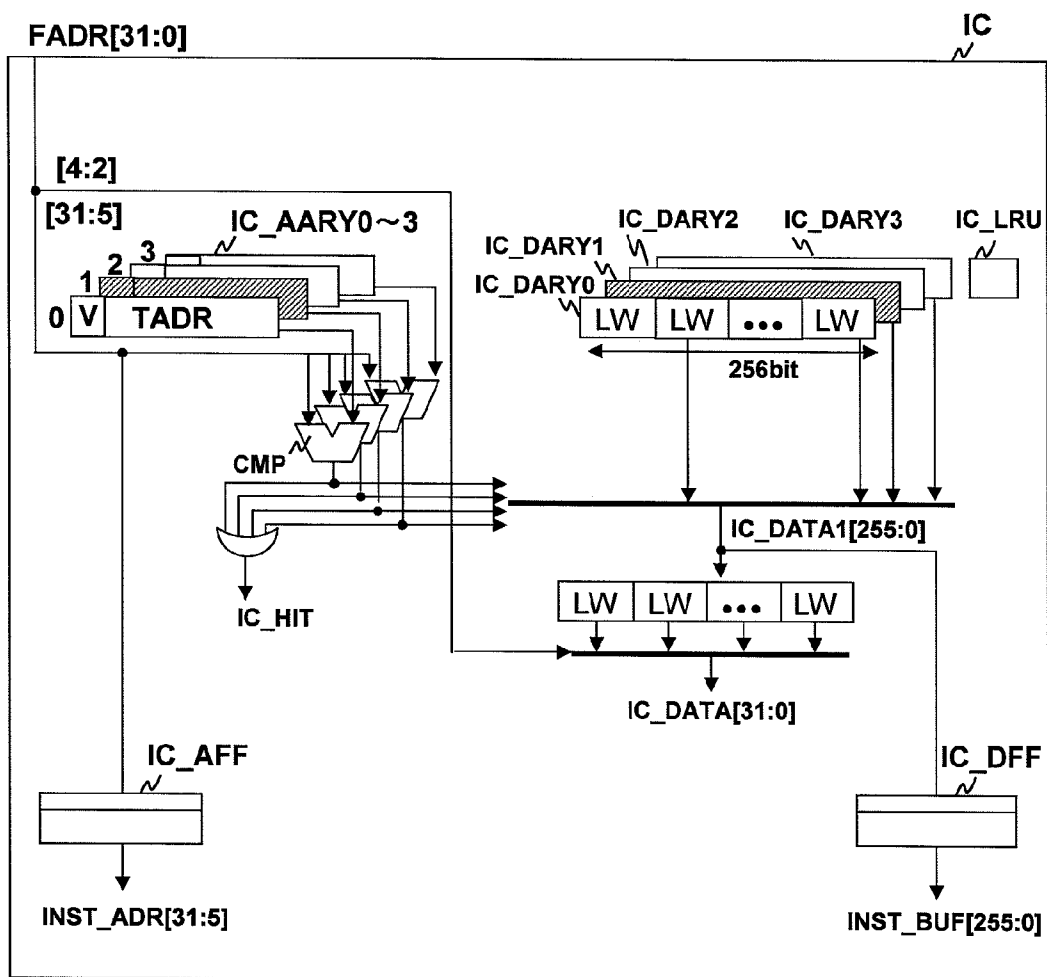 FADR[31:0]
IC
[4:2]
[31:5]
IC_AARY0～3
3
2
1
0
V
TADR
CMP
IC_HIT
IC_DARY2
IC_DARY3
IC_LRU
IC_DARY1
IC_DARY0
LW LW ••• LW
256bit
IC_DATA1[255:0]
LW LW ••• LW
IC_DATA[31:0]
IC_AFF
IC_DFF
INST_ADR[31:5]
INST_BUF[255:0]